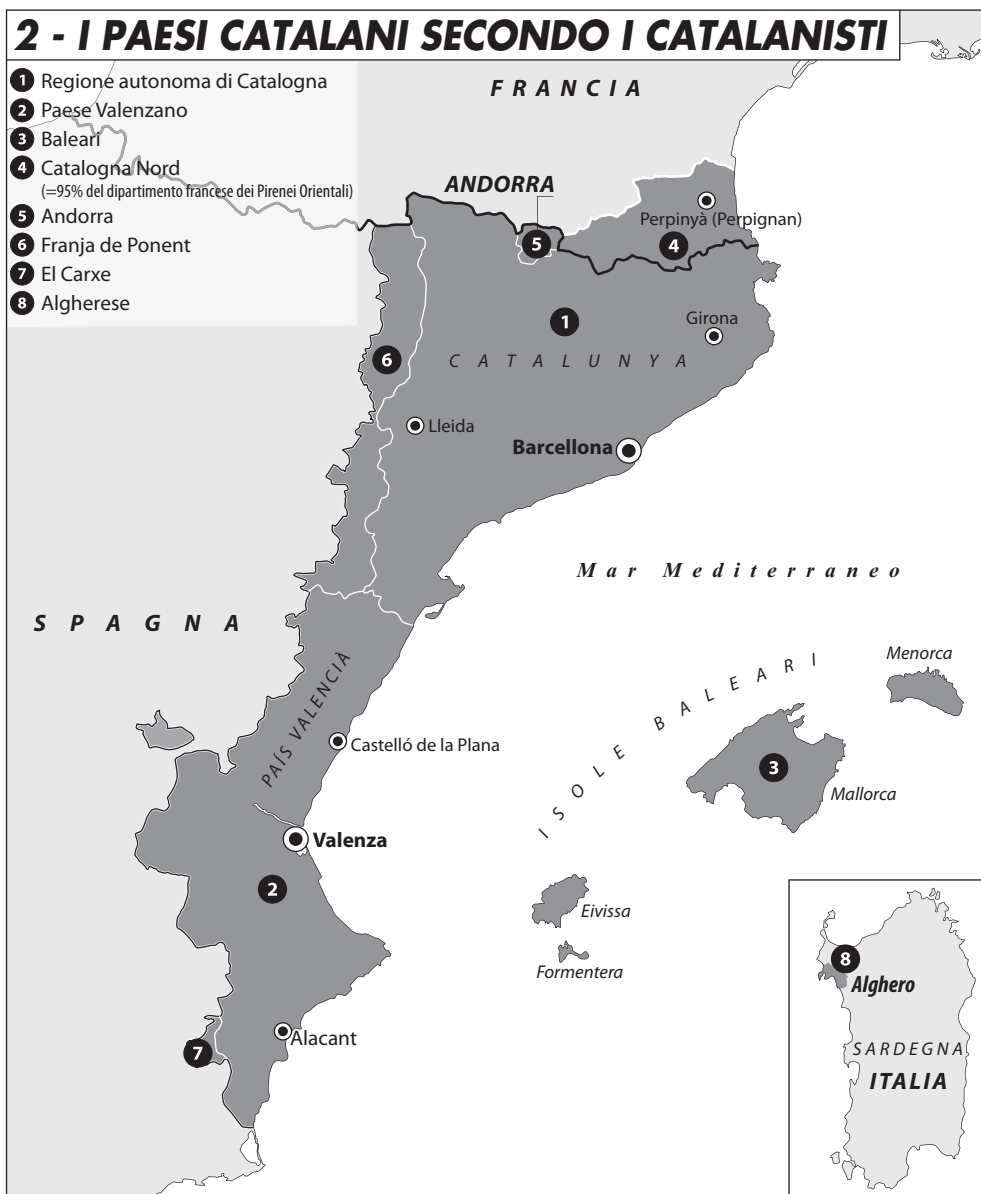 2 - I PAESI CATALANI SECONDO I CATALANISTI
1 Regione autonoma di Catalogna
2 Paese Valenzano
3 Baleari
4 Catalogna Nord
(=95% del dipartimento francese dei Pirenei Orientali)
5 Andorra
6 Franja de Ponent
7 El Carxe
8 Algherese
FRANCIA
ANDORRA
Perpinyà (Perpignan)
5
4
1
Girona
6
CATALUNYA
Lleida
Barcellona
Mar Mediterraneo
SPAGNA
PAÍS VALENCIÀ
Castelló de la Plana
ISOLE BALEARI
Menorca
3
Mallorca
Valenza
2
Eivissa
Formentera
Alacant
7
8
Alghero
SARDEGNA
ITALIA